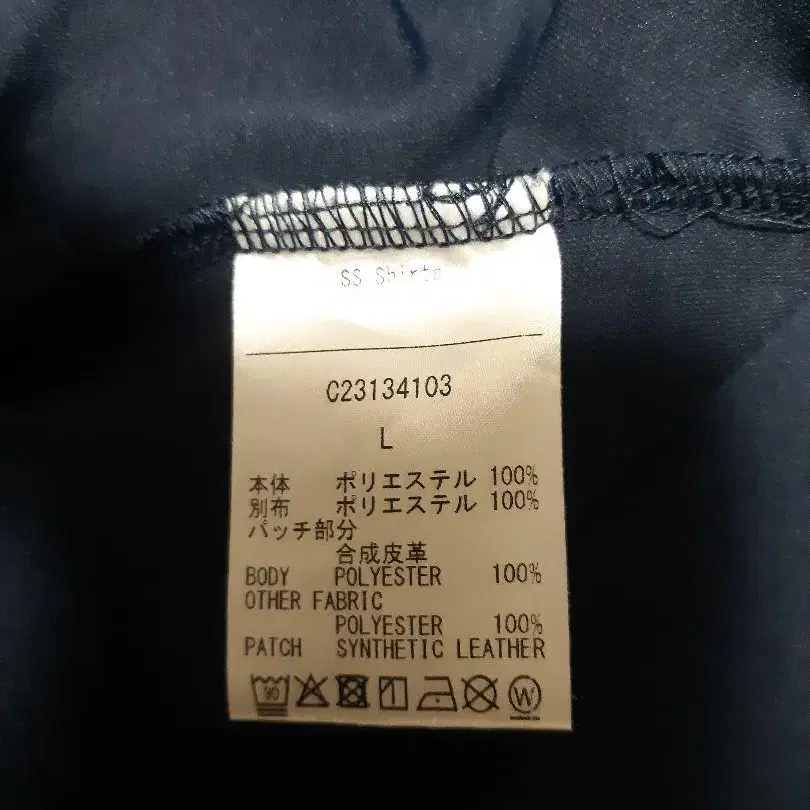 SS Shirts
C23134103
L
本体 ポリエステル 100%
別布 ポリエステル 100%
パッチ部分
合成皮革
BODY POLYESTER 100%
OTHER FABRIC
POLYESTER 100%
PATCH SYNTHETIC LEATHER
W